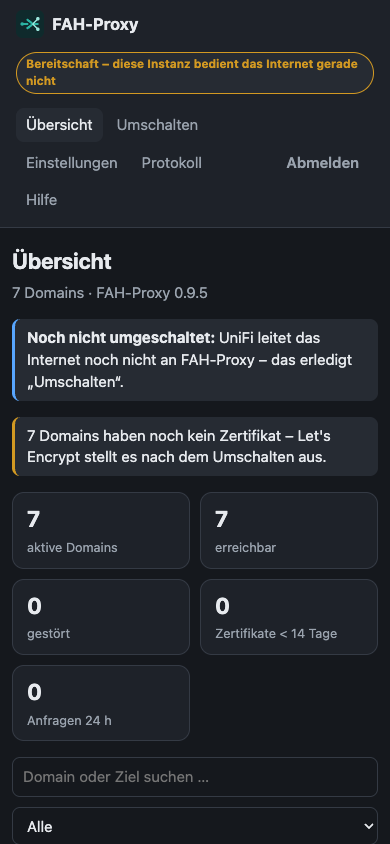 FAH-Proxy
Bereitschaft – diese Instanz bedient das Internet gerade
nicht
Übersicht Umschalten
Einstellungen Protokoll Abmelden
Hilfe
Übersicht
7 Domains · FAH-Proxy 0.9.5
Noch nicht umgeschaltet: UniFi leitet das
Internet noch nicht an FAH-Proxy – das erledigt
„Umschalten“.
7 Domains haben noch kein Zertifikat – Let's
Encrypt stellt es nach dem Umschalten aus.
7
aktive Domains
7
erreichbar
0
gestört
0
Zertifikate < 14 Tage
0
Anfragen 24 h
Domain oder Ziel suchen ...
Alle